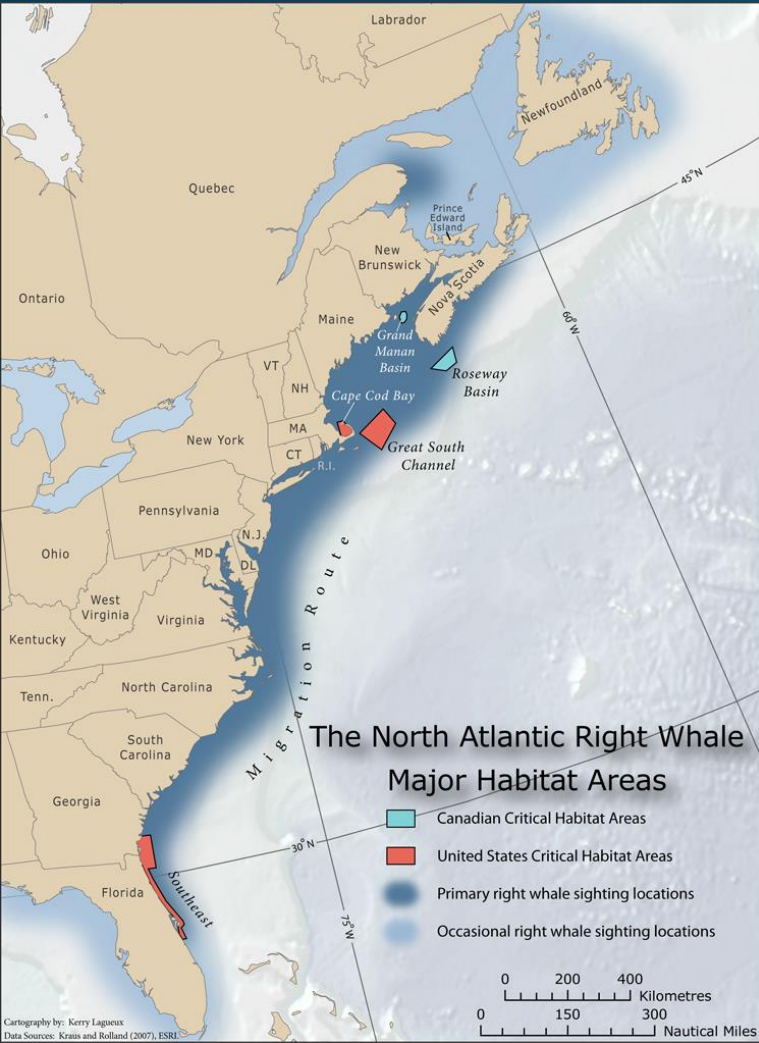 Labrador
Newfoundland
Quebec
45°N
Prince
Edward
Island
New
Brunswick
Nova Scotia
Ontario
Maine
60°W
Grand
Manan
Basin
VT
Roseway
Basin
NH
Cape Cod Bay
MA
New York
CT
R.I.
Great South
Channel
Pennsylvania
N.J.
Ohio
MD
DL
West
Virginia
Virginia
Kentucky
Migration Route
Tenn.
North Carolina
South
Carolina
Georgia
The North Atlantic Right Whale
Major Habitat Areas
Canadian Critical Habitat Areas
30°N
United States Critical Habitat Areas
Florida
Southeast
Primary right whale sighting locations
75°W
Occasional right whale sighting locations
0 200 400
Kilometres
0 150 300
Nautical Miles
Cartography by: Kerry Lagueux
Data Sources: Kraus and Rolland (2007), ESRI.